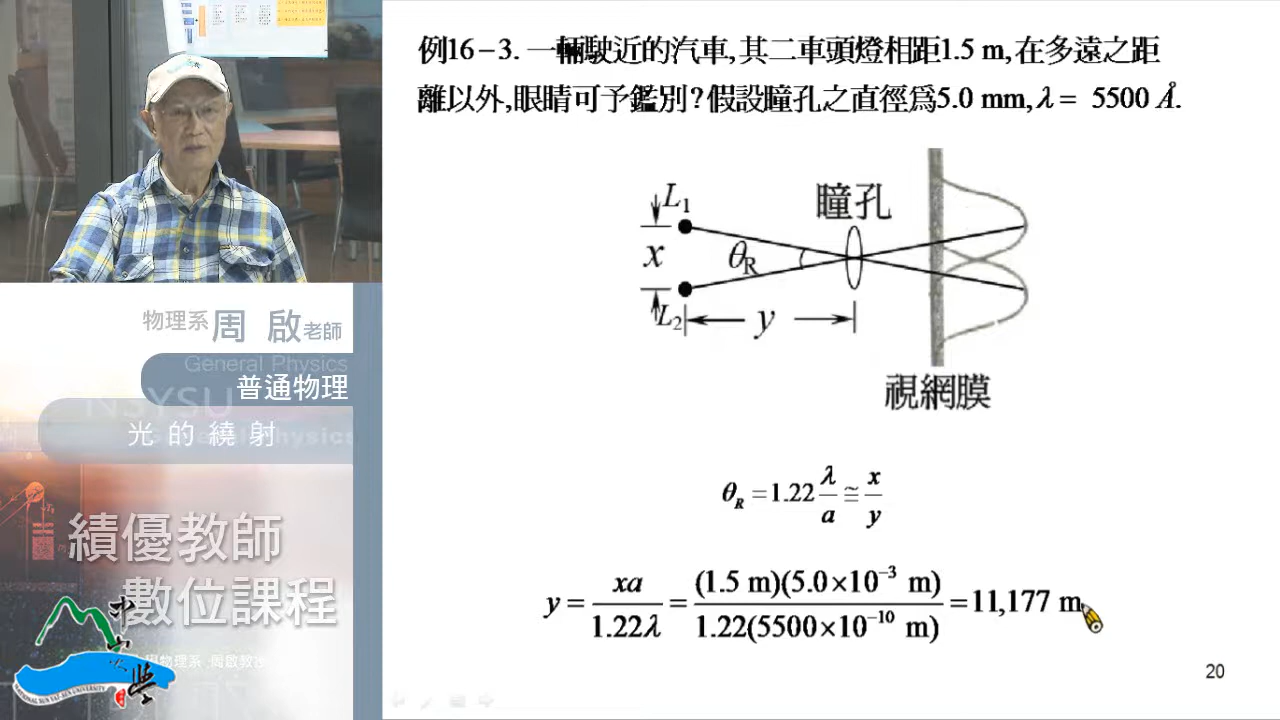 例16－3. 一輛駛近的汽車,其二車頭燈相距1.5 m,在多遠之距
離以外,眼睛可予鑑別？假設瞳孔之直徑爲5.0 mm, λ = 5500 Å.
L₁
瞳孔
x
θR
L₂
y
視網膜
θR = 1.22 λ/a ≅ x/y
y = xa/1.22λ = (1.5 m)(5.0×10⁻³ m)/1.22(5500×10⁻¹⁰ m) = 11,177 m
20
物理系周 啟老師
General Physics
普通物理
NSYSU
光的繞射
績優教師
數位課程